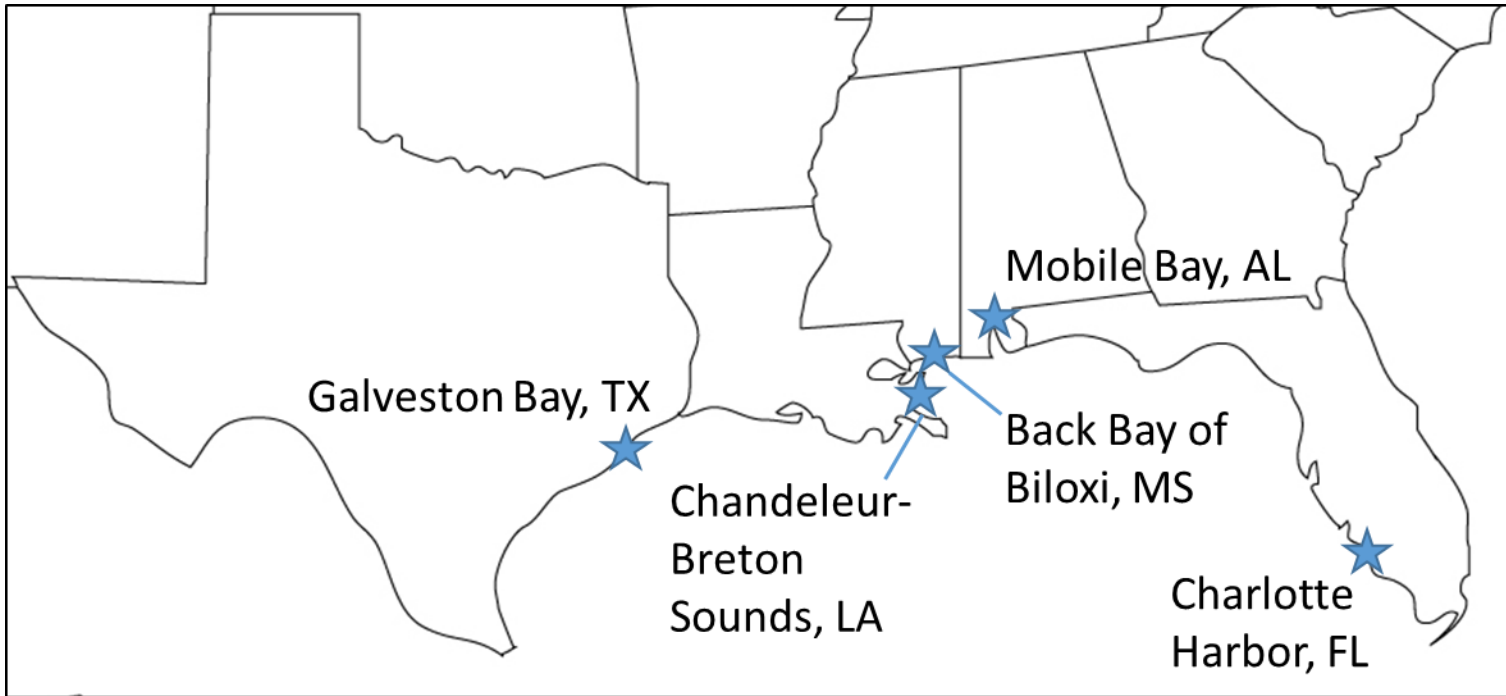 Mobile Bay, AL
Galveston Bay, TX
Back Bay of
Biloxi, MS
Chandeleur-
Breton
Sounds, LA
Charlotte
Harbor, FL